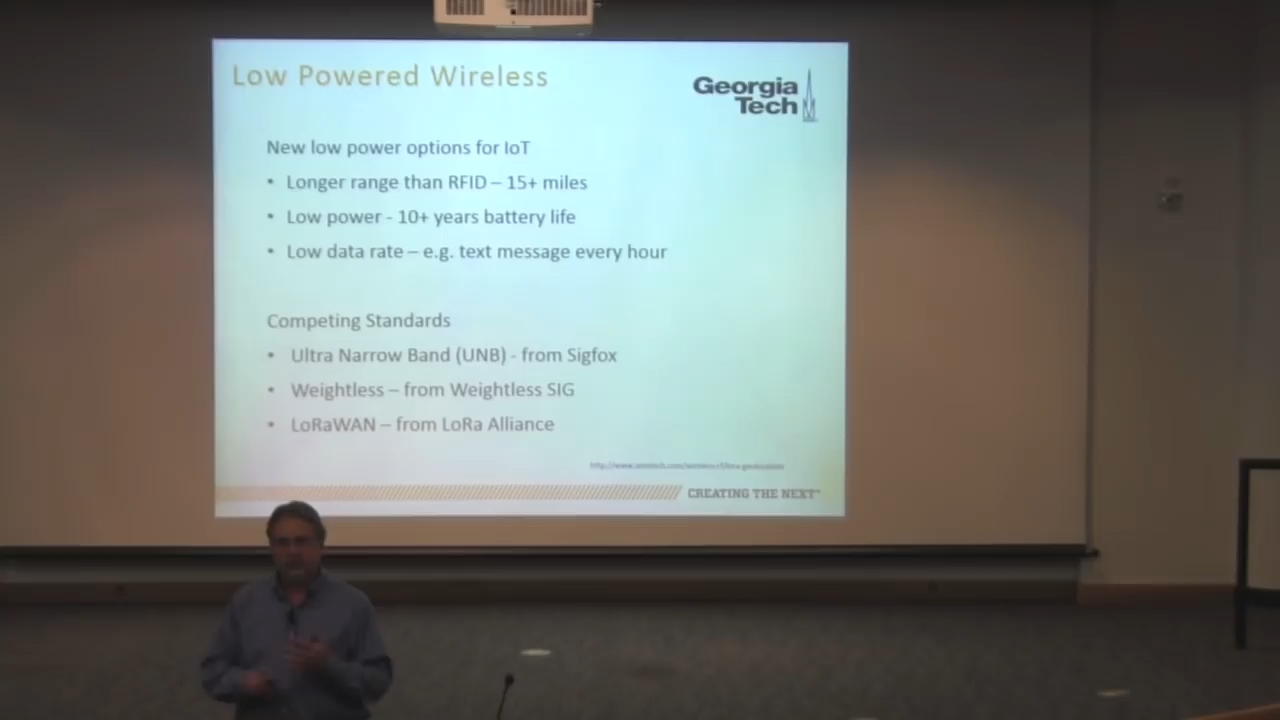 Low Powered Wireless
Georgia
Tech
New low power options for IoT
• Longer range than RFID – 15+ miles
• Low power - 10+ years battery life
• Low data rate – e.g. text message every hour
Competing Standards
• Ultra Narrow Band (UNB) - from Sigfox
• Weightless – from Weightless SIG
• LoRaWAN – from LoRa Alliance
CREATING THE NEXT